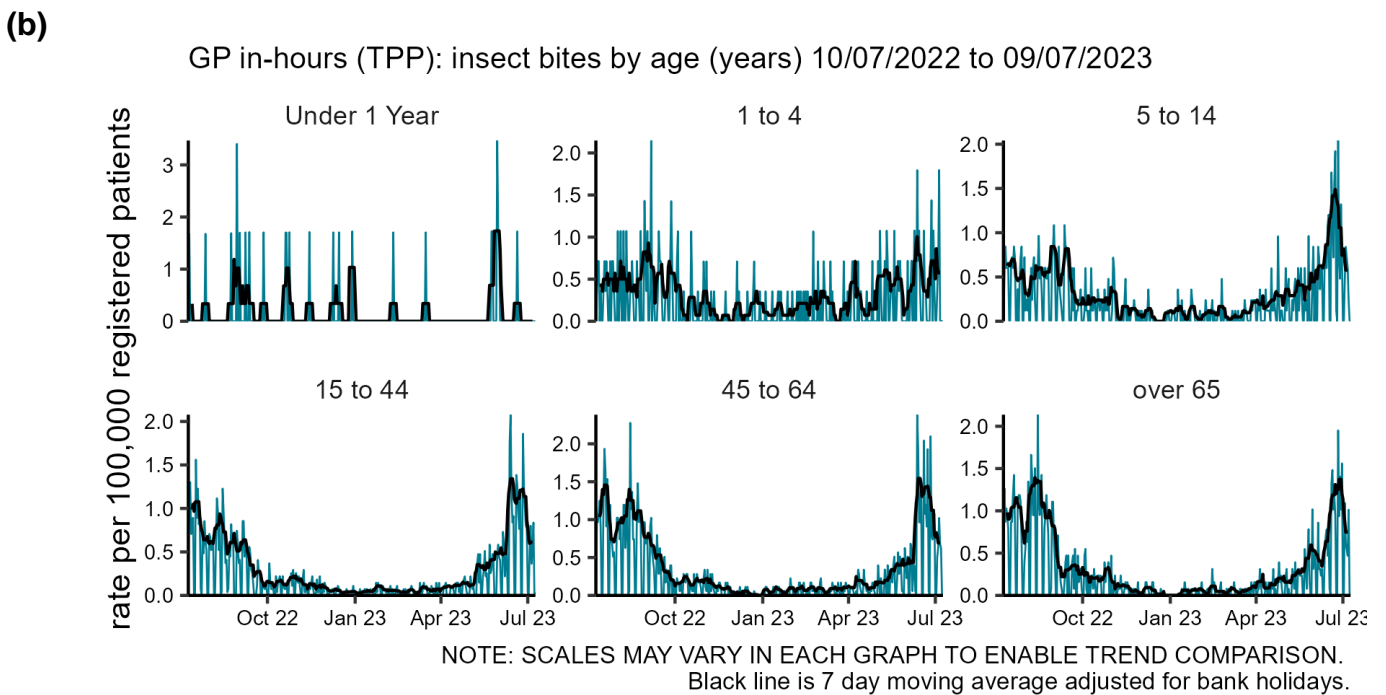 (b)
GP in-hours (TPP): insect bites by age (years) 10/07/2022 to 09/07/2023
rate per 100,000 registered patients
Under 1 Year
3
2
1
0
1 to 4
2.0
1.5
1.0
0.5
0.0
5 to 14
2.0
1.5
1.0
0.5
0.0
15 to 44
2.0
1.5
1.0
0.5
0.0
Oct 22 Jan 23 Apr 23 Jul 23
45 to 64
2.0
1.5
1.0
0.5
0.0
Oct 22 Jan 23 Apr 23 Jul 23
over 65
2.0
1.5
1.0
0.5
0.0
Oct 22 Jan 23 Apr 23 Jul 23
NOTE: SCALES MAY VARY IN EACH GRAPH TO ENABLE TREND COMPARISON.
Black line is 7 day moving average adjusted for bank holidays.